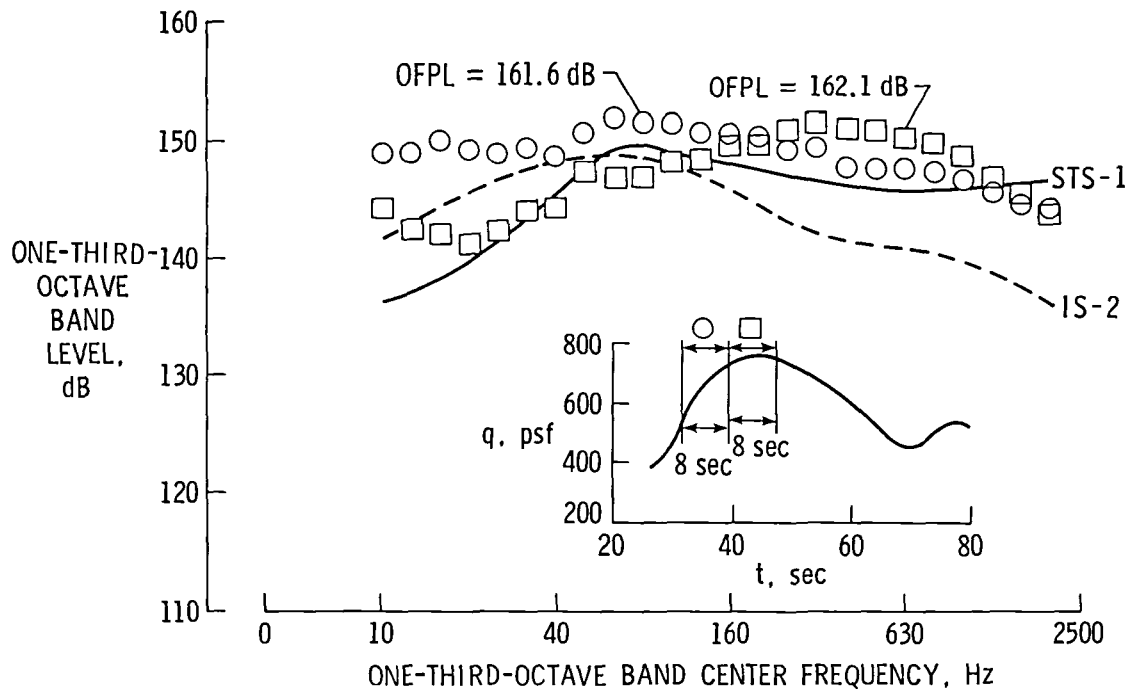 160
150
140
130
120
110
ONE-THIRD-
OCTAVE
BAND
LEVEL,
dB
OFPL = 161.6 dB
OFPL = 162.1 dB
STS-1
IS-2
800
600
400
200
q, psf
8 sec
8 sec
20 40 60 80
t, sec
0 10 40 160 630 2500
ONE-THIRD-OCTAVE BAND CENTER FREQUENCY, Hz